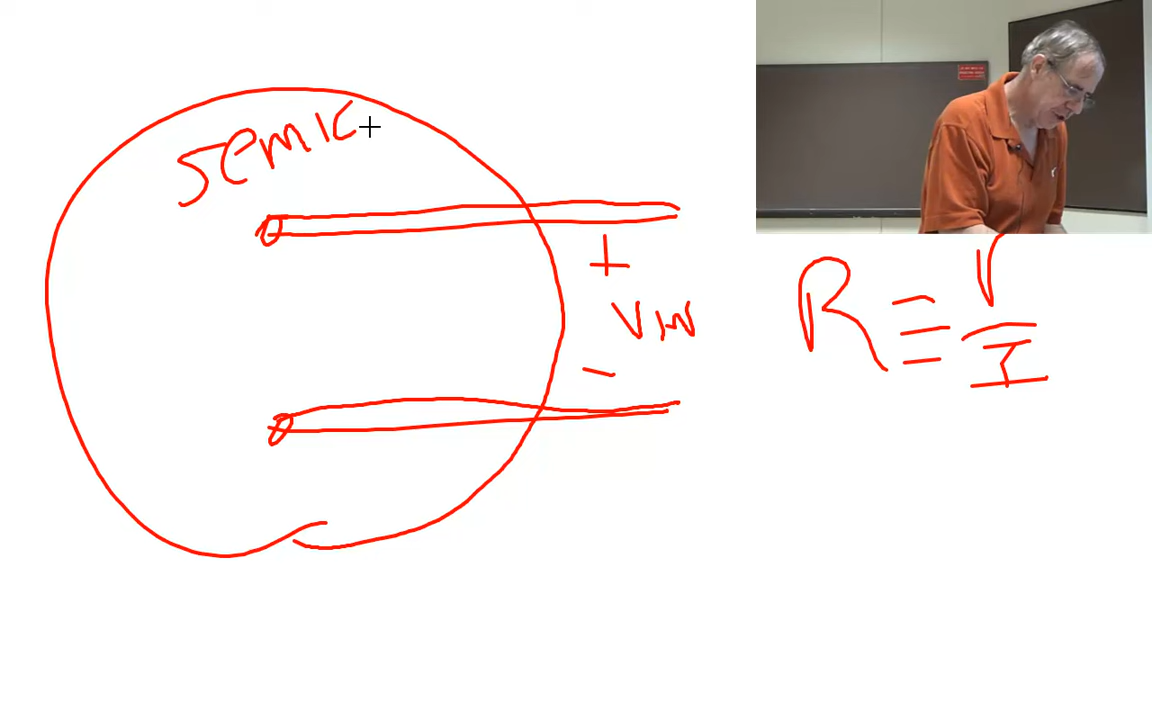 SEMIC
+
VIN
-
R ≡ V/I